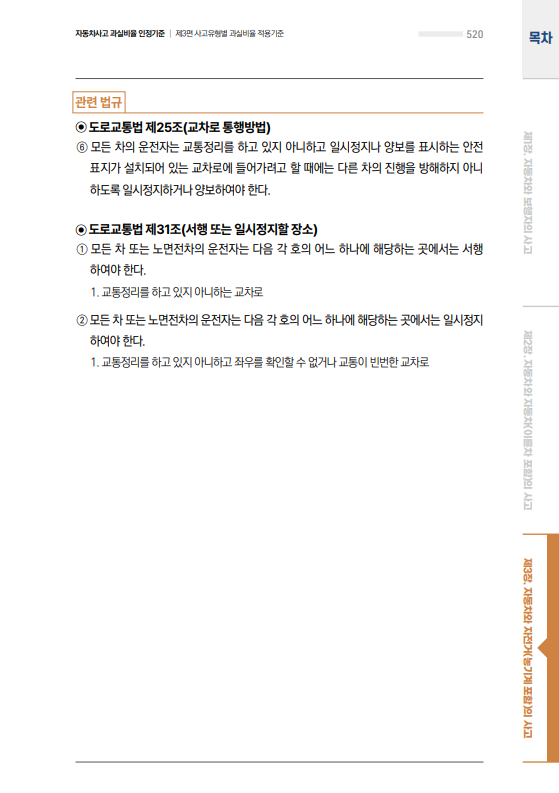 자동차사고 과실비율 인정기준 | 제3편 사고유형별 과실비율 적용기준
520
목차
관련 법규
◉ 도로교통법 제25조(교차로 통행방법)
⑥ 모든 차의 운전자는 교통정리를 하고 있지 아니하고 일시정지나 양보를 표시하는 안전
표지가 설치되어 있는 교차로에 들어가려고 할 때에는 다른 차의 진행을 방해하지 아니
하도록 일시정지하거나 양보하여야 한다.
◉ 도로교통법 제31조(서행 또는 일시정지할 장소)
① 모든 차 또는 노면전차의 운전자는 다음 각 호의 어느 하나에 해당하는 곳에서는 서행
하여야 한다.
1. 교통정리를 하고 있지 아니하는 교차로
② 모든 차 또는 노면전차의 운전자는 다음 각 호의 어느 하나에 해당하는 곳에서는 일시정지
하여야 한다.
1. 교통정리를 하고 있지 아니하고 좌우를 확인할 수 없거나 교통이 빈번한 교차로
제1장. 자동차와 보행자의 사고
제2장. 자동차와 자동차(이륜차 포함)의 사고
제3장. 자동차와 자전거(농기계 포함)의 사고